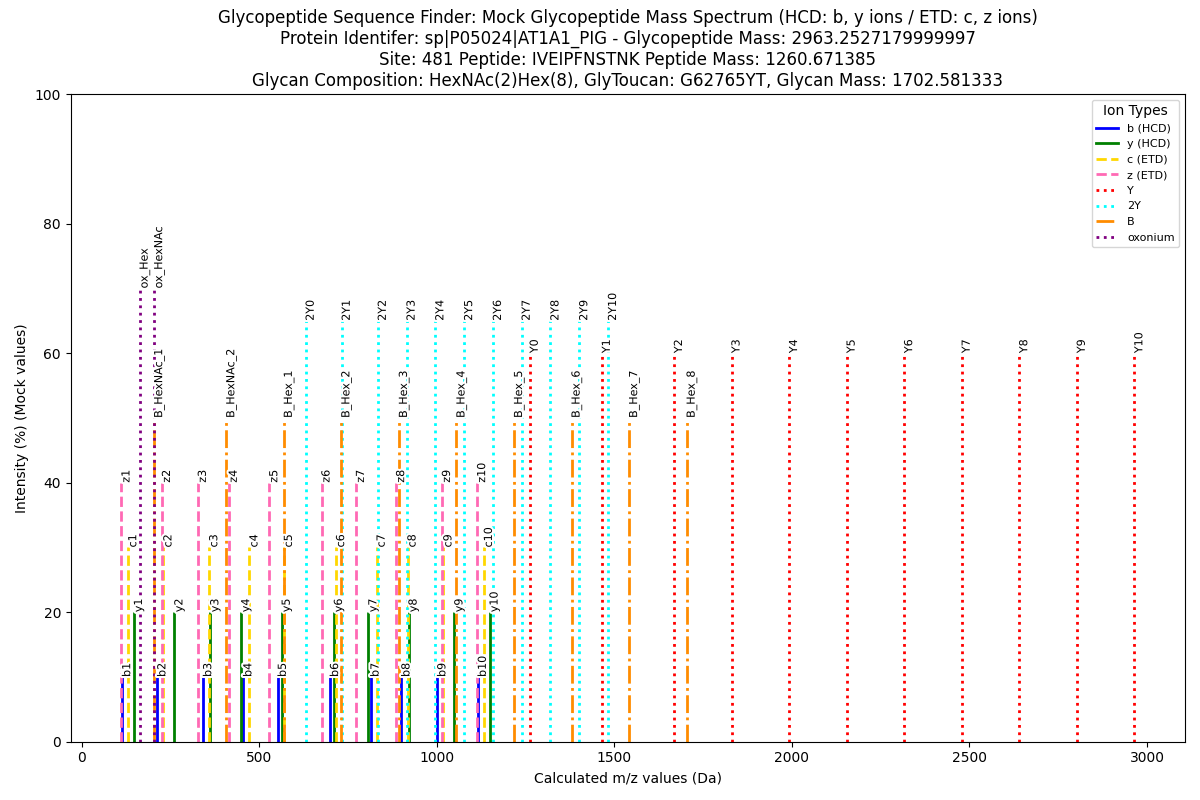 Glycopeptide Sequence Finder: Mock Glycopeptide Mass Spectrum (HCD: b, y ions / ETD: c, z ions)
Protein Identifer: sp|P05024|AT1A1_PIG - Glycopeptide Mass: 2963.2527179999997
Site: 481 Peptide: IVEIPFNSTNK Peptide Mass: 1260.671385
Glycan Composition: HexNAc(2)Hex(8), GlyToucan: G62765YT, Glycan Mass: 1702.581333
Intensity (%) (Mock values)
100
80
60
40
20
0
Ion Types
b (HCD)
y (HCD)
c (ETD)
z (ETD)
Y
2Y
B
oxonium
ox_Hex
ox_HexNAc
2Y0
2Y1
2Y2
2Y3
2Y4
2Y5
2Y6
2Y7
2Y8
2Y9
2Y10
Y0
Y1
Y2
Y3
Y4
Y5
Y6
Y7
Y8
Y9
Y10
B_HexNAc_1
B_HexNAc_2
B_Hex_1
B_Hex_2
B_Hex_3
B_Hex_4
B_Hex_5
B_Hex_6
B_Hex_7
B_Hex_8
z1
z2
z3
z4
z5
z6
z7
z8
z9
z10
c1
c2
c3
c4
c5
c6
c7
c8
c9
c10
y1
y2
y3
y4
y5
y6
y7
y8
y9
y10
b1
b2
b3
b4
b5
b6
b7
b8
b9
b10
0
500
1000
1500
2000
2500
3000
Calculated m/z values (Da)